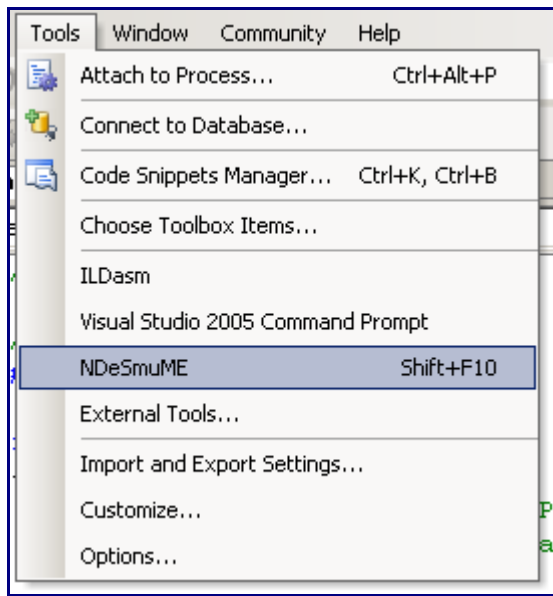 Tools Window Community Help
Attach to Process... Ctrl+Alt+P
Connect to Database...
Code Snippets Manager... Ctrl+K, Ctrl+B
Choose Toolbox Items...
ILDasm
Visual Studio 2005 Command Prompt
NDeSmuME Shift+F10
External Tools...
Import and Export Settings...
Customize...
Options...